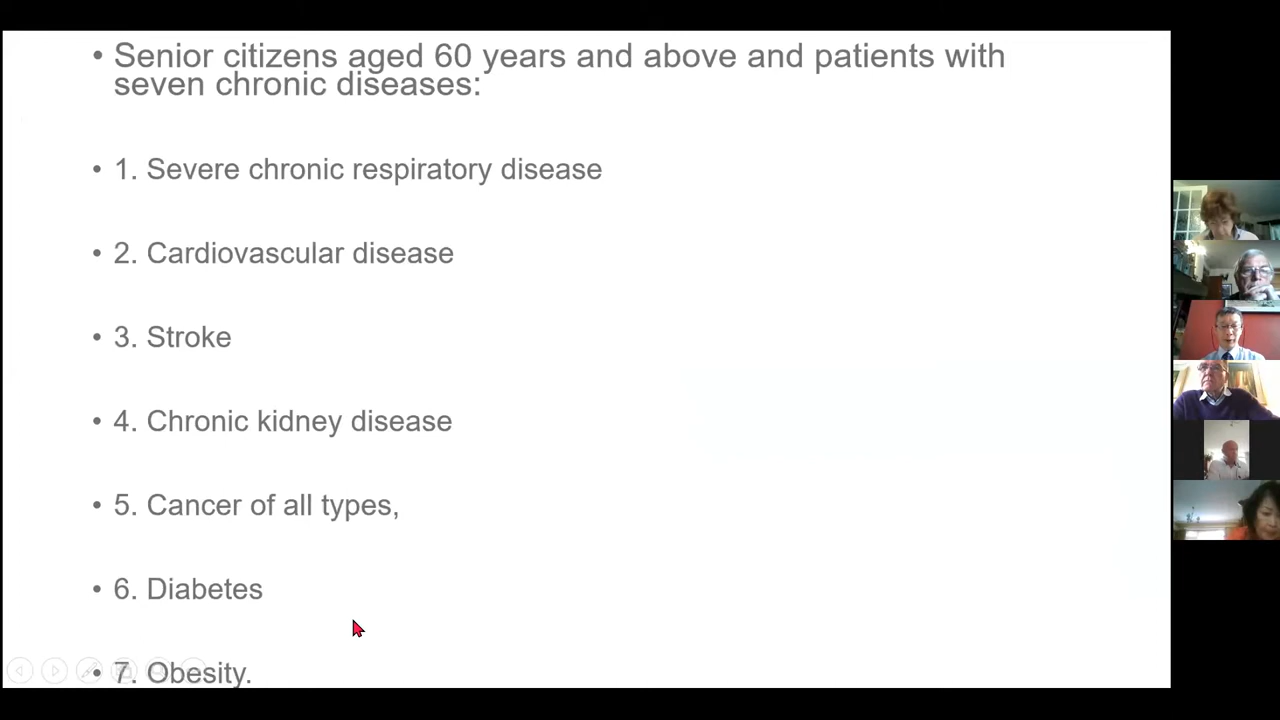 • Senior citizens aged 60 years and above and patients with
seven chronic diseases:
• 1. Severe chronic respiratory disease
• 2. Cardiovascular disease
• 3. Stroke
• 4. Chronic kidney disease
• 5. Cancer of all types,
• 6. Diabetes
• 7. Obesity.